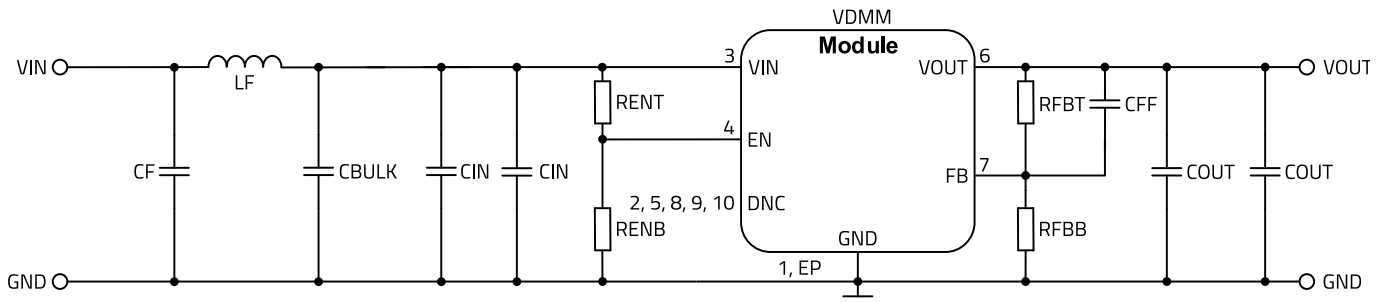 VDMM
Module
VIN
LF
3
VIN
VOUT
6
VOUT
RENT
RFBT
CFF
4
EN
CF
CBULK
CIN
CIN
FB
7
COUT
COUT
2, 5, 8, 9, 10
DNC
RENB
RFBB
GND
1, EP
GND
GND